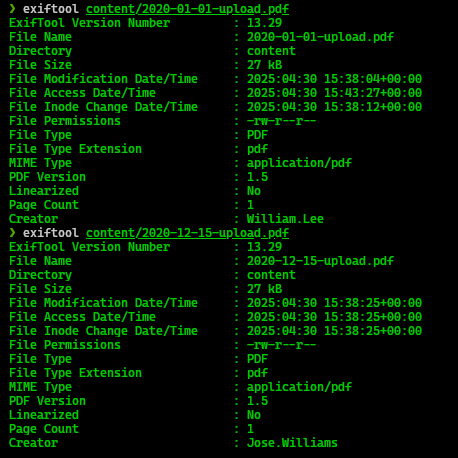 ❯ exiftool content/2020-01-01-upload.pdf
ExifTool Version Number         : 13.29
File Name                       : 2020-01-01-upload.pdf
Directory                       : content
File Size                       : 27 kB
File Modification Date/Time     : 2025:04:30 15:38:04+00:00
File Access Date/Time           : 2025:04:30 15:43:27+00:00
File Inode Change Date/Time     : 2025:04:30 15:38:12+00:00
File Permissions                : -rw-r--r--
File Type                       : PDF
File Type Extension             : pdf
MIME Type                       : application/pdf
PDF Version                     : 1.5
Linearized                      : No
Page Count                      : 1
Creator                         : William.Lee
❯ exiftool content/2020-12-15-upload.pdf
ExifTool Version Number         : 13.29
File Name                       : 2020-12-15-upload.pdf
Directory                       : content
File Size                       : 27 kB
File Modification Date/Time     : 2025:04:30 15:38:25+00:00
File Access Date/Time           : 2025:04:30 15:38:25+00:00
File Inode Change Date/Time     : 2025:04:30 15:38:25+00:00
File Permissions                : -rw-r--r--
File Type                       : PDF
File Type Extension             : pdf
MIME Type                       : application/pdf
PDF Version                     : 1.5
Linearized                      : No
Page Count                      : 1
Creator                         : Jose.Williams